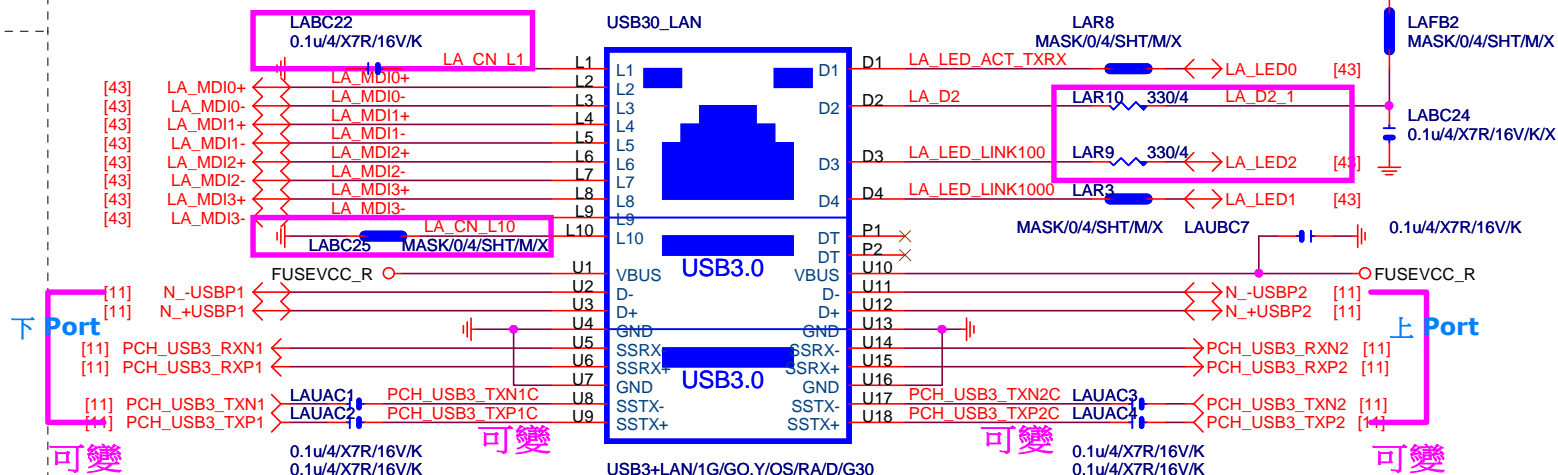 LABC22
0.1u/4/X7R/16V/K
USB30_LAN
LAR8
MASK/0/4/SHT/M/X
LAFB2
MASK/0/4/SHT/M/X
LA_CN_L1
L1
L1
D1
D1
LA_LED_ACT_TXRX
LA_LED0
[43]
[43]
LA_MDI0+
LA_MDI0+
L2
L2
[43]
LA_MDI0-
LA_MDI0-
L3
L3
D2
D2
LA_D2
LAR10
330/4
LA_D2_1
[43]
LA_MDI1+
LA_MDI1+
L4
L4
LABC24
0.1u/4/X7R/16V/K/X
[43]
LA_MDI1-
LA_MDI1-
L5
L5
[43]
LA_MDI2+
LA_MDI2+
L6
L6
D3
D3
LA_LED_LINK100
LAR9
330/4
LA_LED2
[43]
[43]
LA_MDI2-
LA_MDI2-
L7
L7
[43]
LA_MDI3+
LA_MDI3+
L8
L8
D4
D4
LA_LED_LINK1000
LAR3
LA_LED1
[43]
[43]
LA_MDI3-
LA_MDI3-
L9
L9
MASK/0/4/SHT/M/X
LAUBC7
0.1u/4/X7R/16V/K
LA_CN_L10
L10
L10
DT
P1
LABC25
MASK/0/4/SHT/M/X
DT
P2
USB3.0
FUSEVCC_R
U1
VBUS
VBUS
U10
FUSEVCC_R
[11]
N_-USBP1
U2
D-
D-
U11
N_-USBP2
[11]
[11]
N_+USBP1
U3
D+
D+
U12
N_+USBP2
[11]
下 Port
上 Port
U4
GND
GND
U13
[11]
PCH_USB3_RXN1
U5
SSRX-
SSRX-
U14
PCH_USB3_RXN2
[11]
[11]
PCH_USB3_RXP1
U6
SSRX+
SSRX+
U15
PCH_USB3_RXP2
[11]
USB3.0
U7
GND
GND
U16
[11]
PCH_USB3_TXN1
LAUAC1
PCH_USB3_TXN1C
U8
SSTX-
SSTX-
U17
PCH_USB3_TXN2C
LAUAC3
PCH_USB3_TXN2
[11]
[11]
PCH_USB3_TXP1
LAUAC2
PCH_USB3_TXP1C
U9
SSTX+
SSTX+
U18
PCH_USB3_TXP2C
LAUAC4
PCH_USB3_TXP2
[11]
可變
可變
可變
可變
0.1u/4/X7R/16V/K
0.1u/4/X7R/16V/K
0.1u/4/X7R/16V/K
0.1u/4/X7R/16V/K
USB3+LAN/1G/GO,Y/OS/RA/D/G30